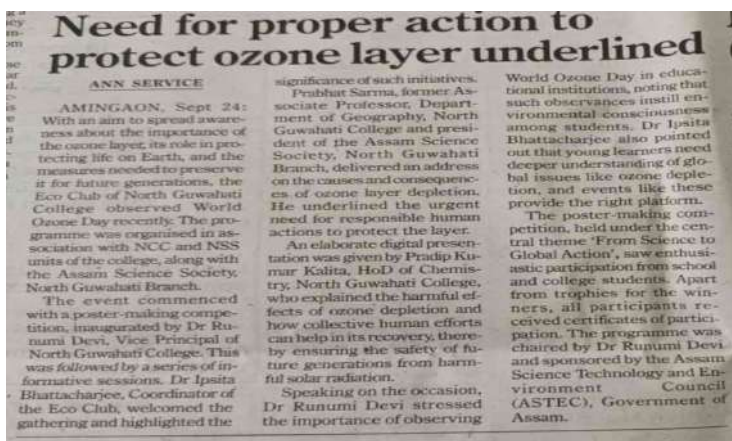 Need for proper action to
protect ozone layer underlined
ANN SERVICE
AMINGAON, Sept 24:
With an aim to spread aware-
ness about the importance of
the ozone layer, its role in pro-
tecting life on Earth, and the
measures needed to preserve
it for future generations, the
Eco Club of North Guwahati
College observed World
Ozone Day recently. The pro-
gramme was organised in as-
sociation with NCC and NSS
units of the college, along with
the Assam Science Society,
North Guwahati Branch.
The event commenced
with a poster-making compe-
tition, inaugurated by Dr Ru-
numi Devi, Vice Principal of
North Guwahati College. This
was followed by a series of in-
formative sessions. Dr Ipsita
Bhattacharjee, Coordinator of
the Eco Club, welcomed the
gathering and highlighted the
significance of such initiatives.
Prabhat Sarma, former As-
sociate Professor, Depart-
ment of Geography, North
Guwahati College and presi-
dent of the Assam Science
Society, North Guwahati
Branch, delivered an address
on the causes and consequenc-
es of ozone layer depletion.
He underlined the urgent
need for responsible human
actions to protect the layer.
An elaborate digital presen-
tation was given by Pradip Ku-
mar Kalita, HoD of Chemis-
try, North Guwahati College,
who explained the harmful ef-
fects of ozone depletion and
how collective human efforts
can help in its recovery, there-
by ensuring the safety of fu-
ture generations from harm-
ful solar radiation.
Speaking on the occasion,
Dr Runumi Devi stressed
the importance of observing
World Ozone Day in educa-
tional institutions, noting that
such observances instill en-
vironmental consciousness
among students. Dr Ipsita
Bhattacharjee also pointed
out that young learners need
deeper understanding of glo-
bal issues like ozone deple-
tion, and events like these
provide the right platform.
The poster-making com-
petition, held under the cen-
tral theme 'From Science to
Global Action', saw enthusi-
astic participation from school
and college students. Apart
from trophies for the win-
ners, all participants re-
ceived certificates of partici-
pation. The programme was
chaired by Dr Runumi Devi
and sponsored by the Assam
Science Technology and En-
vironment Council
(ASTEC), Government of
Assam.